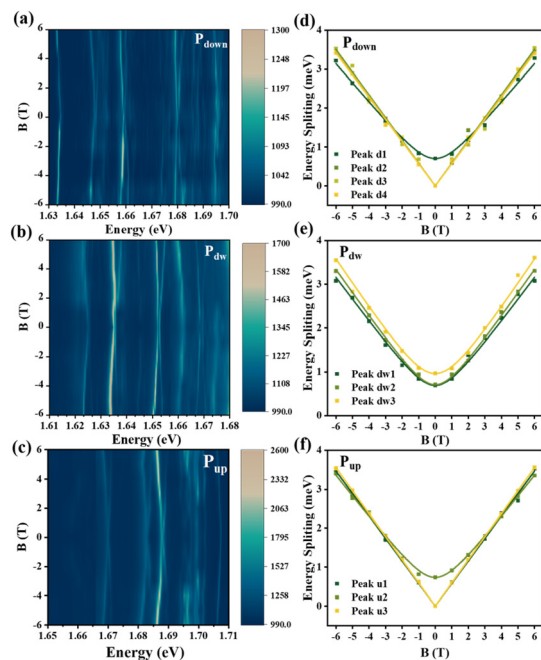 (a)
P down
B (T)
6
4
2
0
-2
-4
-6
1.63 1.64 1.65 1.66 1.67 1.68 1.69 1.70
Energy (eV)
1300
1248
1197
1145
1094
1042
990.0
(d)
P down
Energy Spliting (meV)
4
3
2
1
0
Peak d1
Peak d2
Peak d3
Peak d4
-6 -5 -4 -3 -2 -1 0 1 2 3 4 5 6
B (T)
(b)
P dw
B (T)
6
4
2
0
-2
-4
-6
1.61 1.62 1.63 1.64 1.65 1.66 1.67 1.68
Energy (eV)
1700
1582
1463
1345
1227
1108
990.0
(e)
P dw
Energy Spliting (meV)
4
3
2
1
0
Peak dw1
Peak dw2
Peak dw3
-6 -5 -4 -3 -2 -1 0 1 2 3 4 5 6
B (T)
(c)
P up
B (T)
6
4
2
0
-2
-4
-6
1.65 1.66 1.67 1.68 1.69 1.70 1.71
Energy (eV)
2600
2332
2063
1795
1527
1258
990.0
(f)
P up
Energy Spliting (meV)
4
3
2
1
0
Peak u1
Peak u2
Peak u3
-6 -5 -4 -3 -2 -1 0 1 2 3 4 5 6
B (T)